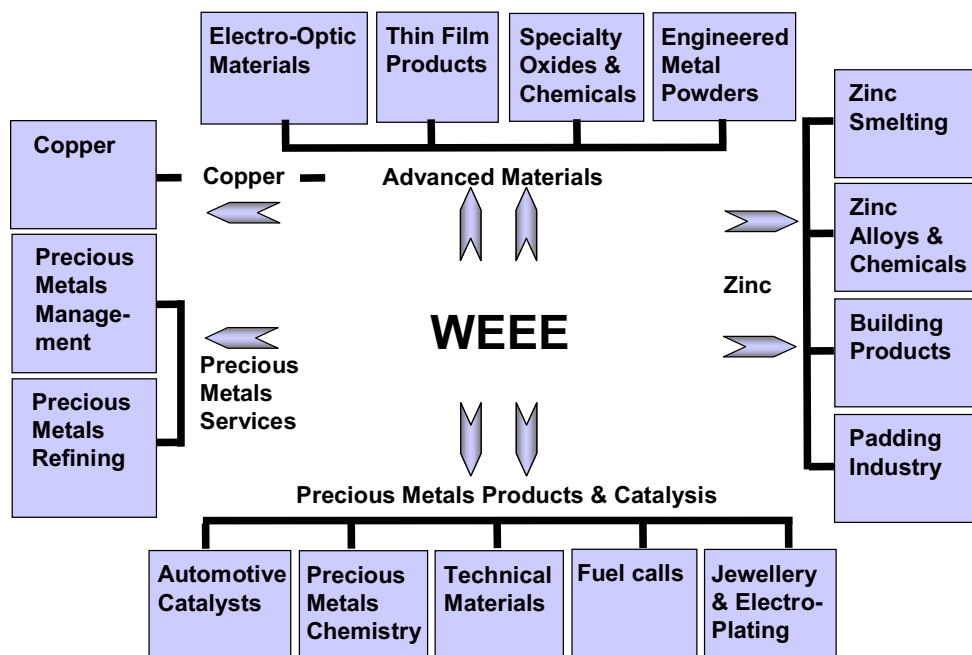 Electro-Optic
Materials
Thin Film
Products
Specialty
Oxides &
Chemicals
Engineered
Metal
Powders
Zinc
Smelting
Copper
Copper
Advanced Materials
Zinc
Alloys &
Chemicals
Precious
Metals
Manage-
ment
Zinc
WEEE
Building
Products
Precious
Metals
Services
Precious
Metals
Refining
Padding
Industry
Precious Metals Products & Catalysis
Automotive
Catalysts
Precious
Metals
Chemistry
Technical
Materials
Fuel calls
Jewellery
& Electro-
Plating